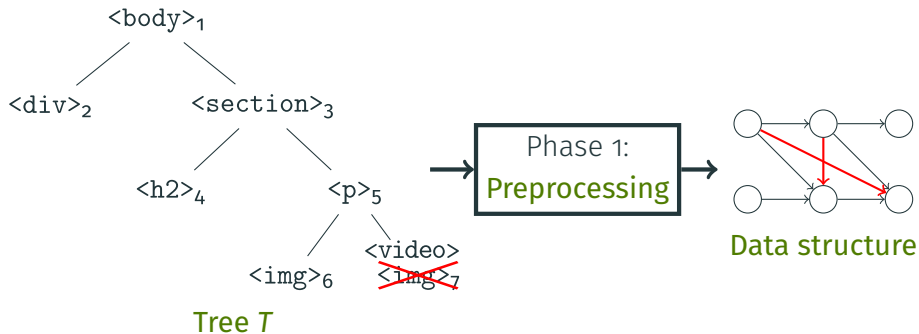 <body>1
<div>2
<section>3
<h2>4
<p>5
<img>6
<video>
<img>7
Tree T
Phase 1:
Preprocessing
Data structure